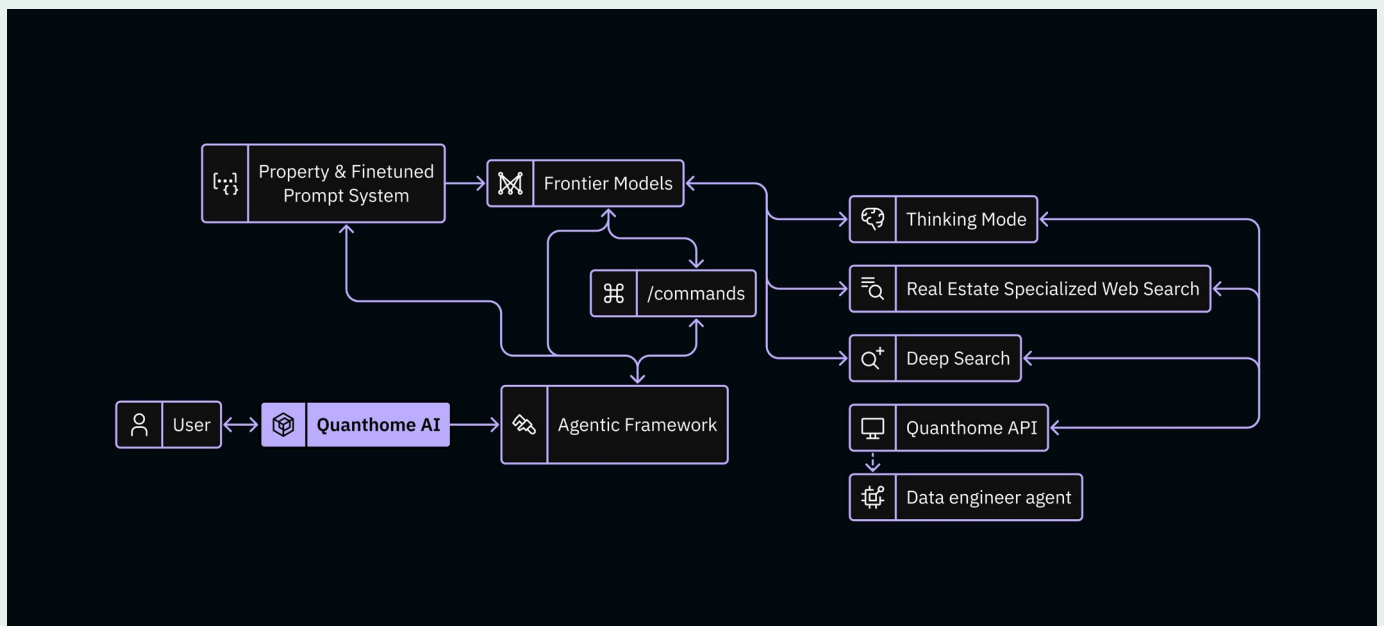 Property & Finetuned
Prompt System
Frontier Models
Thinking Mode
/commands
Real Estate Specialized Web Search
Deep Search
User
Quanthome AI
Agentic Framework
Quanthome API
Data engineer agent